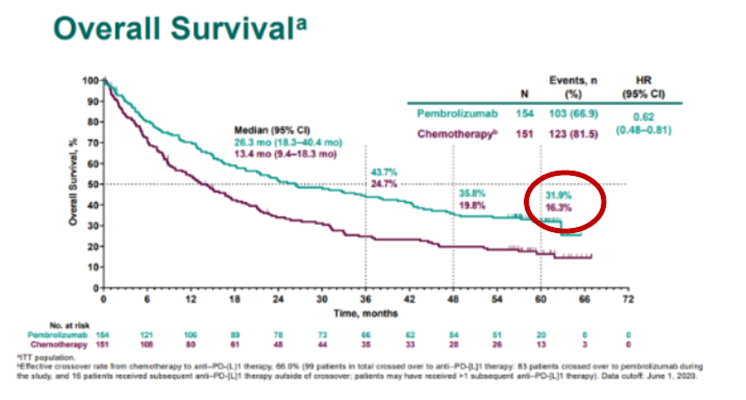 Overall Survivalᵃ
Events, n HR
N (%) (95% CI)
Pembrolizumab 154 103 (66.9) 0.62
Chemotherapyᵇ 151 123 (81.5) (0.48–0.81)
Median (95% CI)
26.3 mo (18.3–40.4 mo)
13.4 mo (9.4–18.3 mo)
43.7%
24.7%
35.8%
19.8%
31.9%
16.3%
Overall Survival, %
100
90
80
70
60
50
40
30
20
10
0
0 6 12 18 24 30 36 42 48 54 60 66 72
Time, months
No. at risk
Pembrolizumab 154 121 106 89 78 73 66 62 54 51 20 0 0
Chemotherapy 151 108 80 61 48 44 35 33 28 26 13 3 0
ᵃITT population.
ᵇEffective crossover rate from chemotherapy to anti–PD-(L)1 therapy, 66.0% (99 patients in total crossed over to anti–PD-[L]1 therapy: 83 patients crossed over to pembrolizumab during
the study, and 16 patients received subsequent anti–PD-[L]1 therapy outside of crossover; patients may have received >1 subsequent anti–PD-[L]1 therapy). Data cutoff: June 1, 2020.